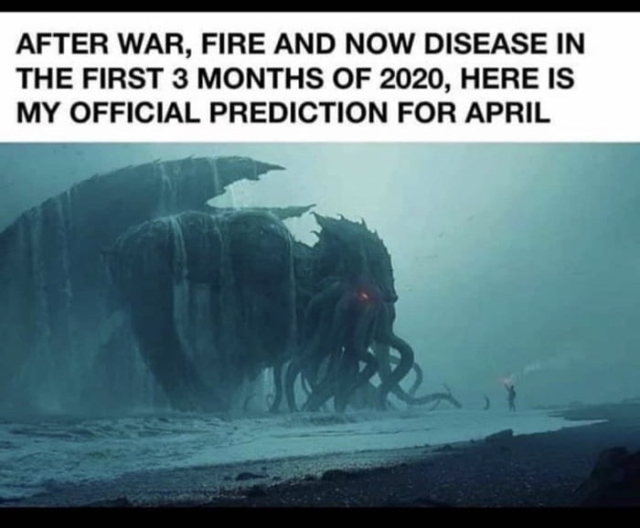 AFTER WAR, FIRE AND NOW DISEASE IN
THE FIRST 3 MONTHS OF 2020, HERE IS
MY OFFICIAL PREDICTION FOR APRIL